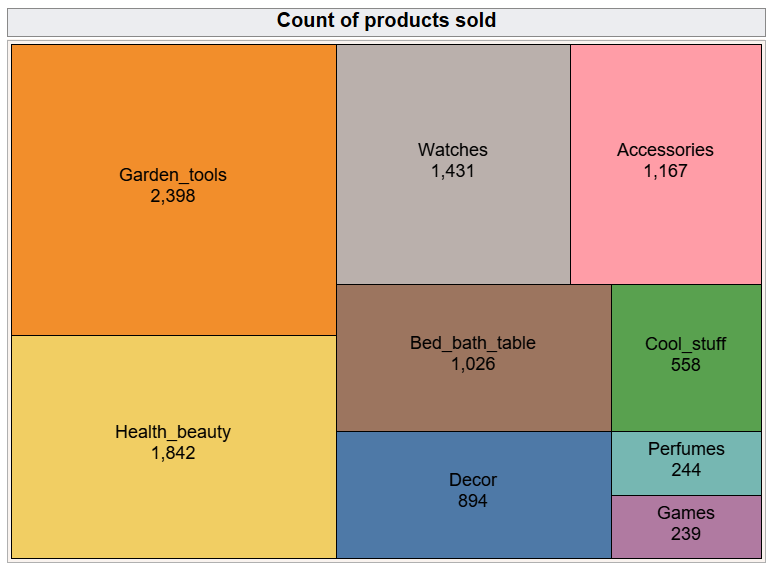 Count of products sold
Garden_tools
2,398
Health_beauty
1,842
Watches
1,431
Accessories
1,167
Bed_bath_table
1,026
Decor
894
Cool_stuff
558
Perfumes
244
Games
239